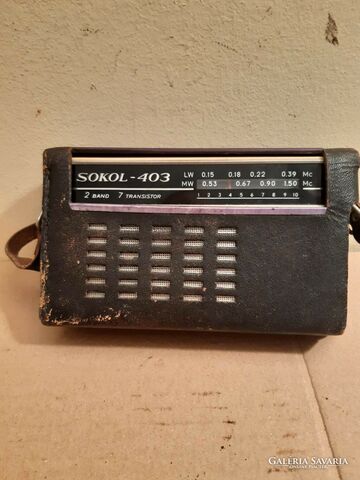 SOKOL-403 LW 0.15 0.18 0.22 0.39 Mc
MW 0.53 0.67 0.90 1.50 Mc
2 BAND 7 TRANSISTOR 1 2 3 4 5 6 7 8 9 10
GALERIA SAVARIA